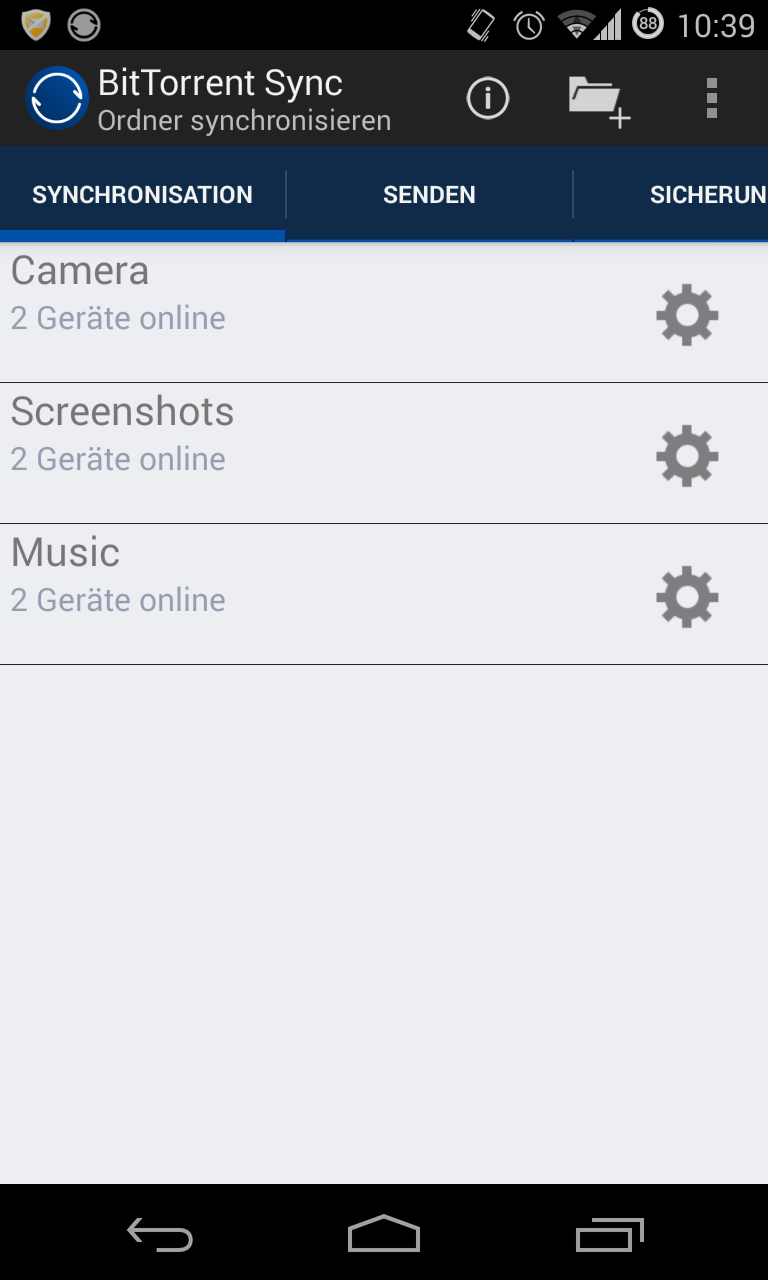 88 10:39
BitTorrent Sync
Ordner synchronisieren
SYNCHRONISATION SENDEN SICHERUN
Camera
2 Geräte online
Screenshots
2 Geräte online
Music
2 Geräte online